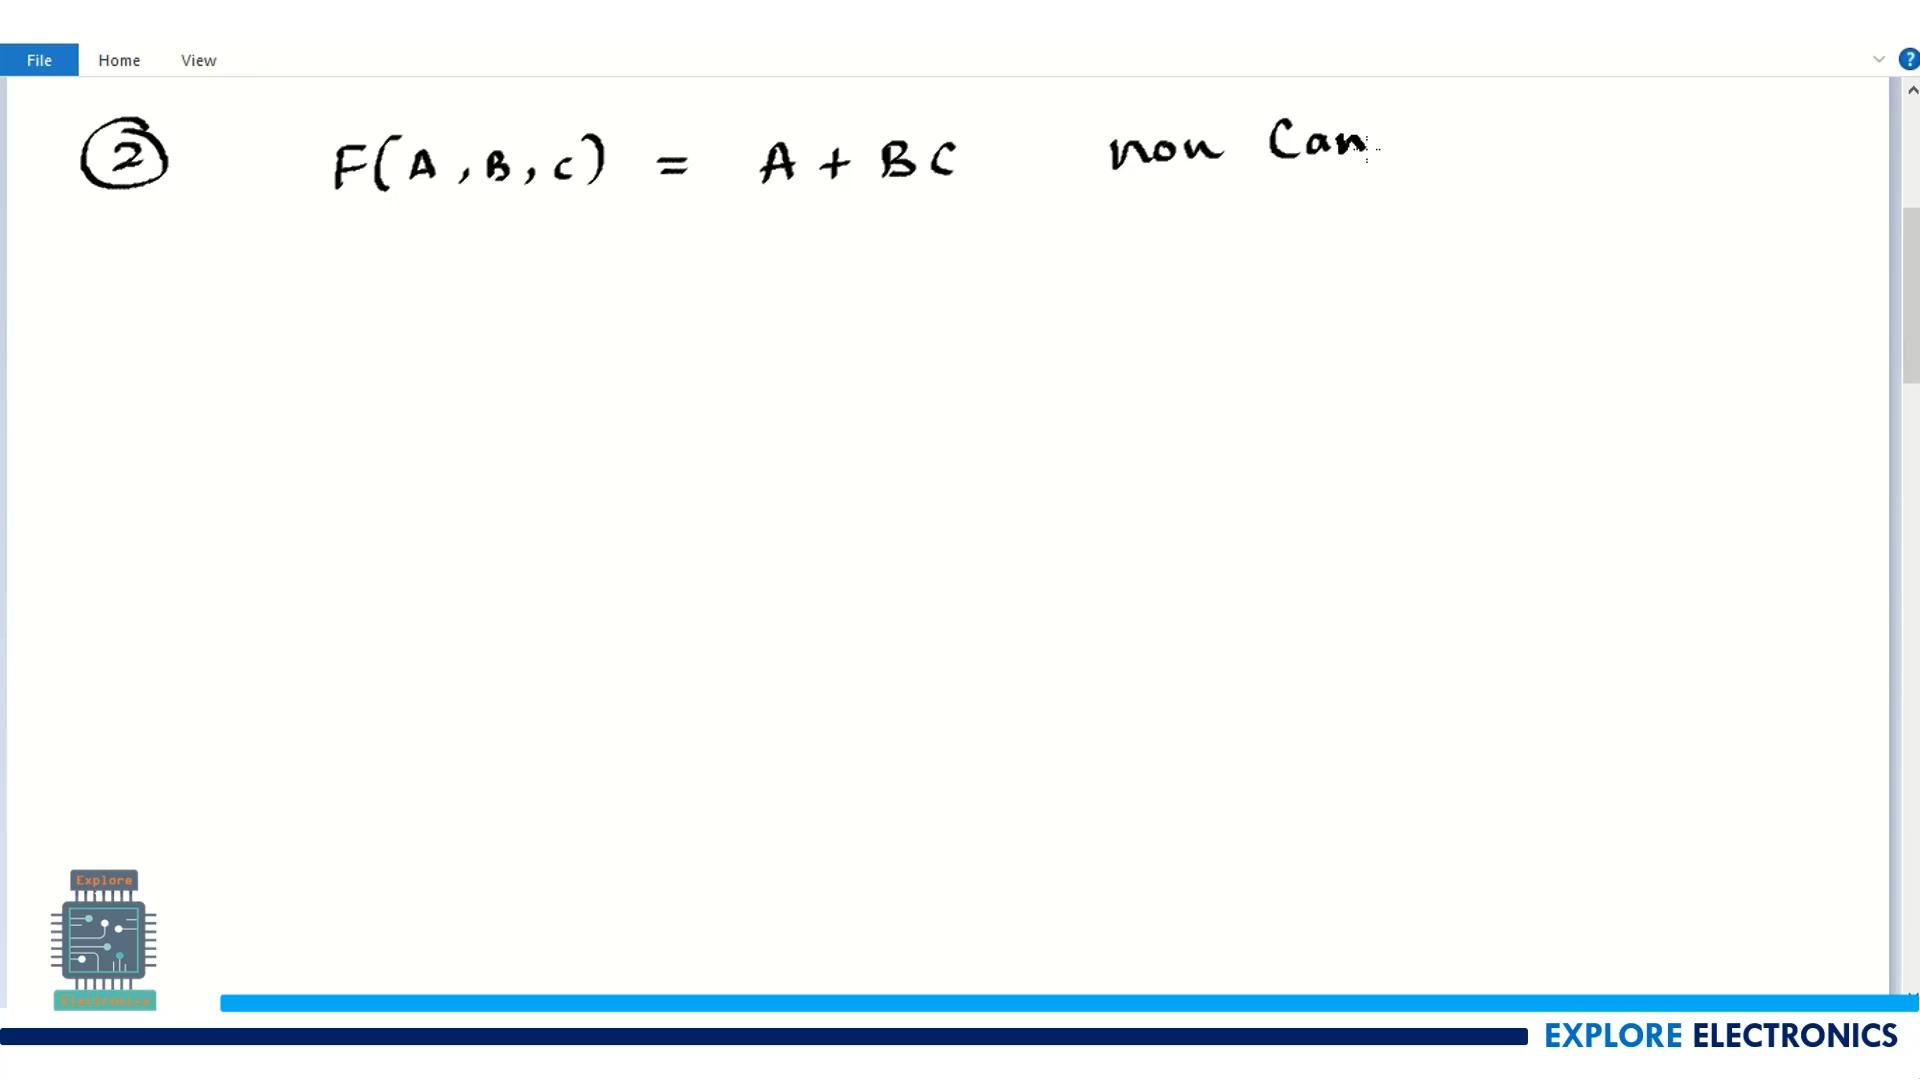 File Home View
② F(A,B,C) = A + BC non Can
Explore
Electronics
EXPLORE ELECTRONICS